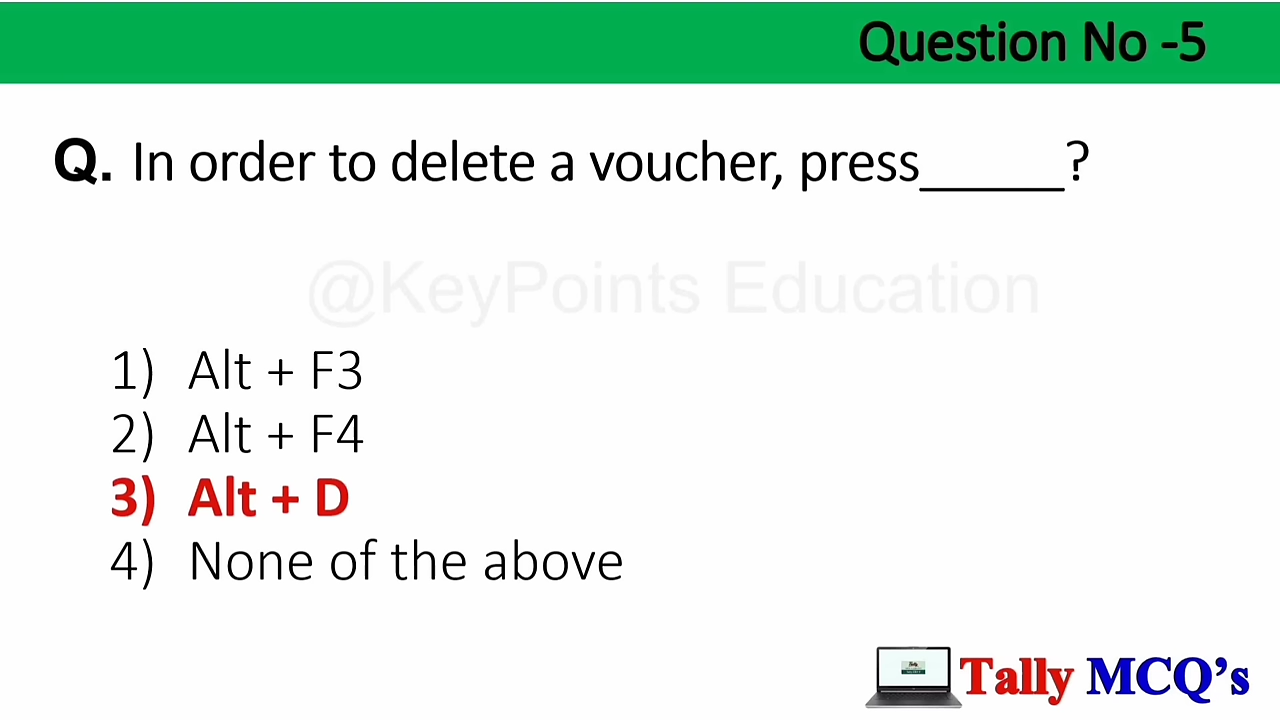 Question No -5
Q. In order to delete a voucher, press_____?
@KeyPoints Education
1) Alt + F3
2) Alt + F4
3) Alt + D
4) None of the above
Tally MCQ’s